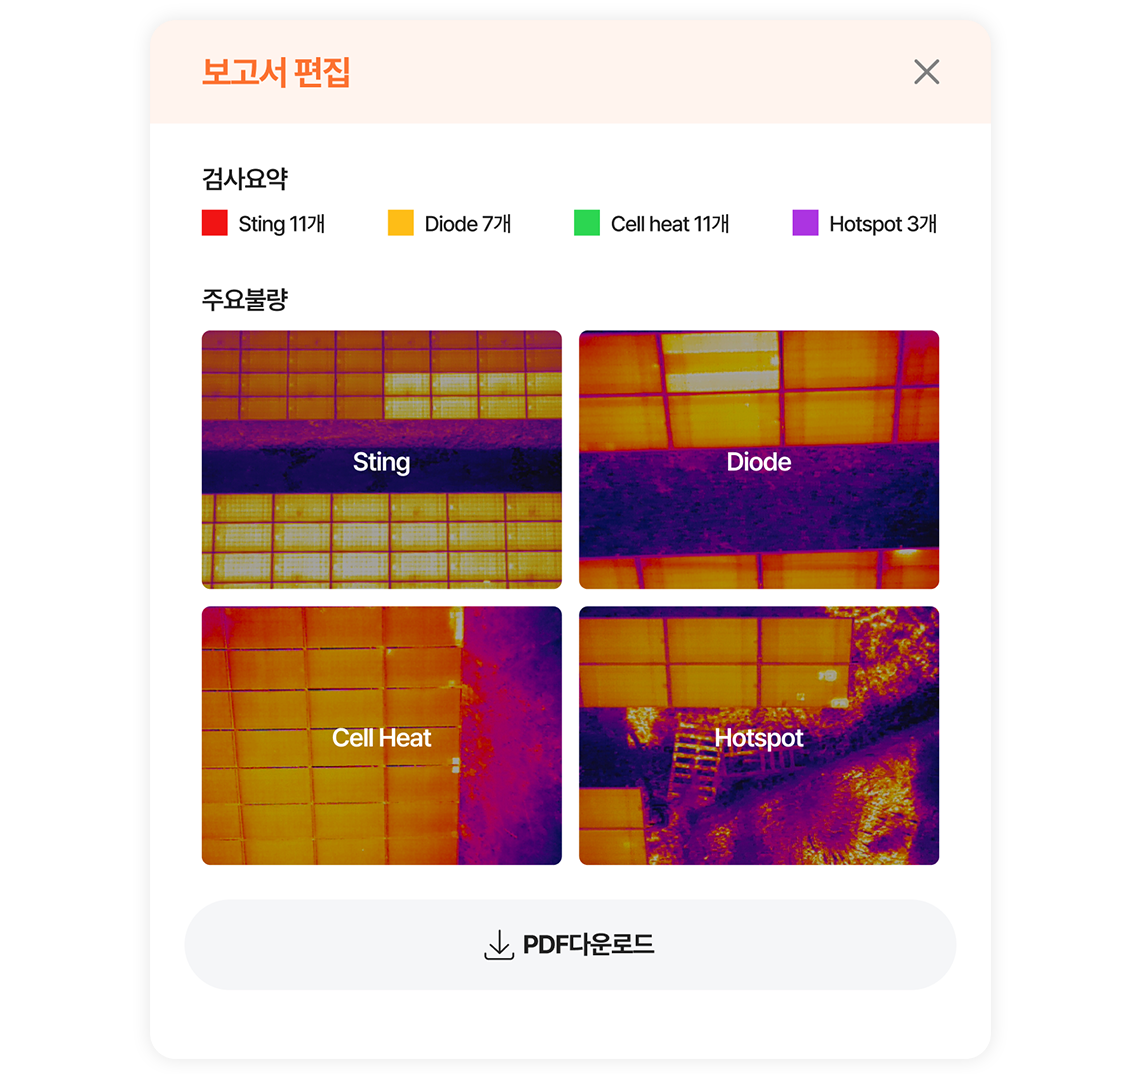 보고서 편집
검사요약
Sting 11개
Diode 7개
Cell heat 11개
Hotspot 3개
주요불량
Sting
Diode
Cell Heat
Hotspot
PDF다운로드